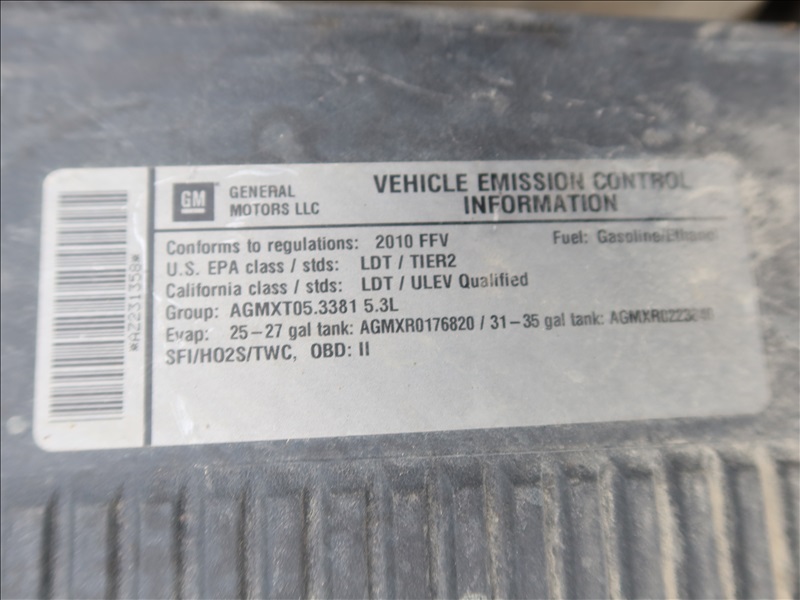 GM GENERAL MOTORS LLC
VEHICLE EMISSION CONTROL
INFORMATION
Conforms to regulations: 2010 FFV Fuel: Gasoline/Ethanol
U.S. EPA class / stds: LDT / TIER2
California class / stds: LDT / ULEV Qualified
Group: AGMXT05.3381 5.3L
Evap: 25-27 gal tank: AGMXR0176820 / 31-35 gal tank:
SFI/HO2S/TWC, OBD: II
*AZ231358*